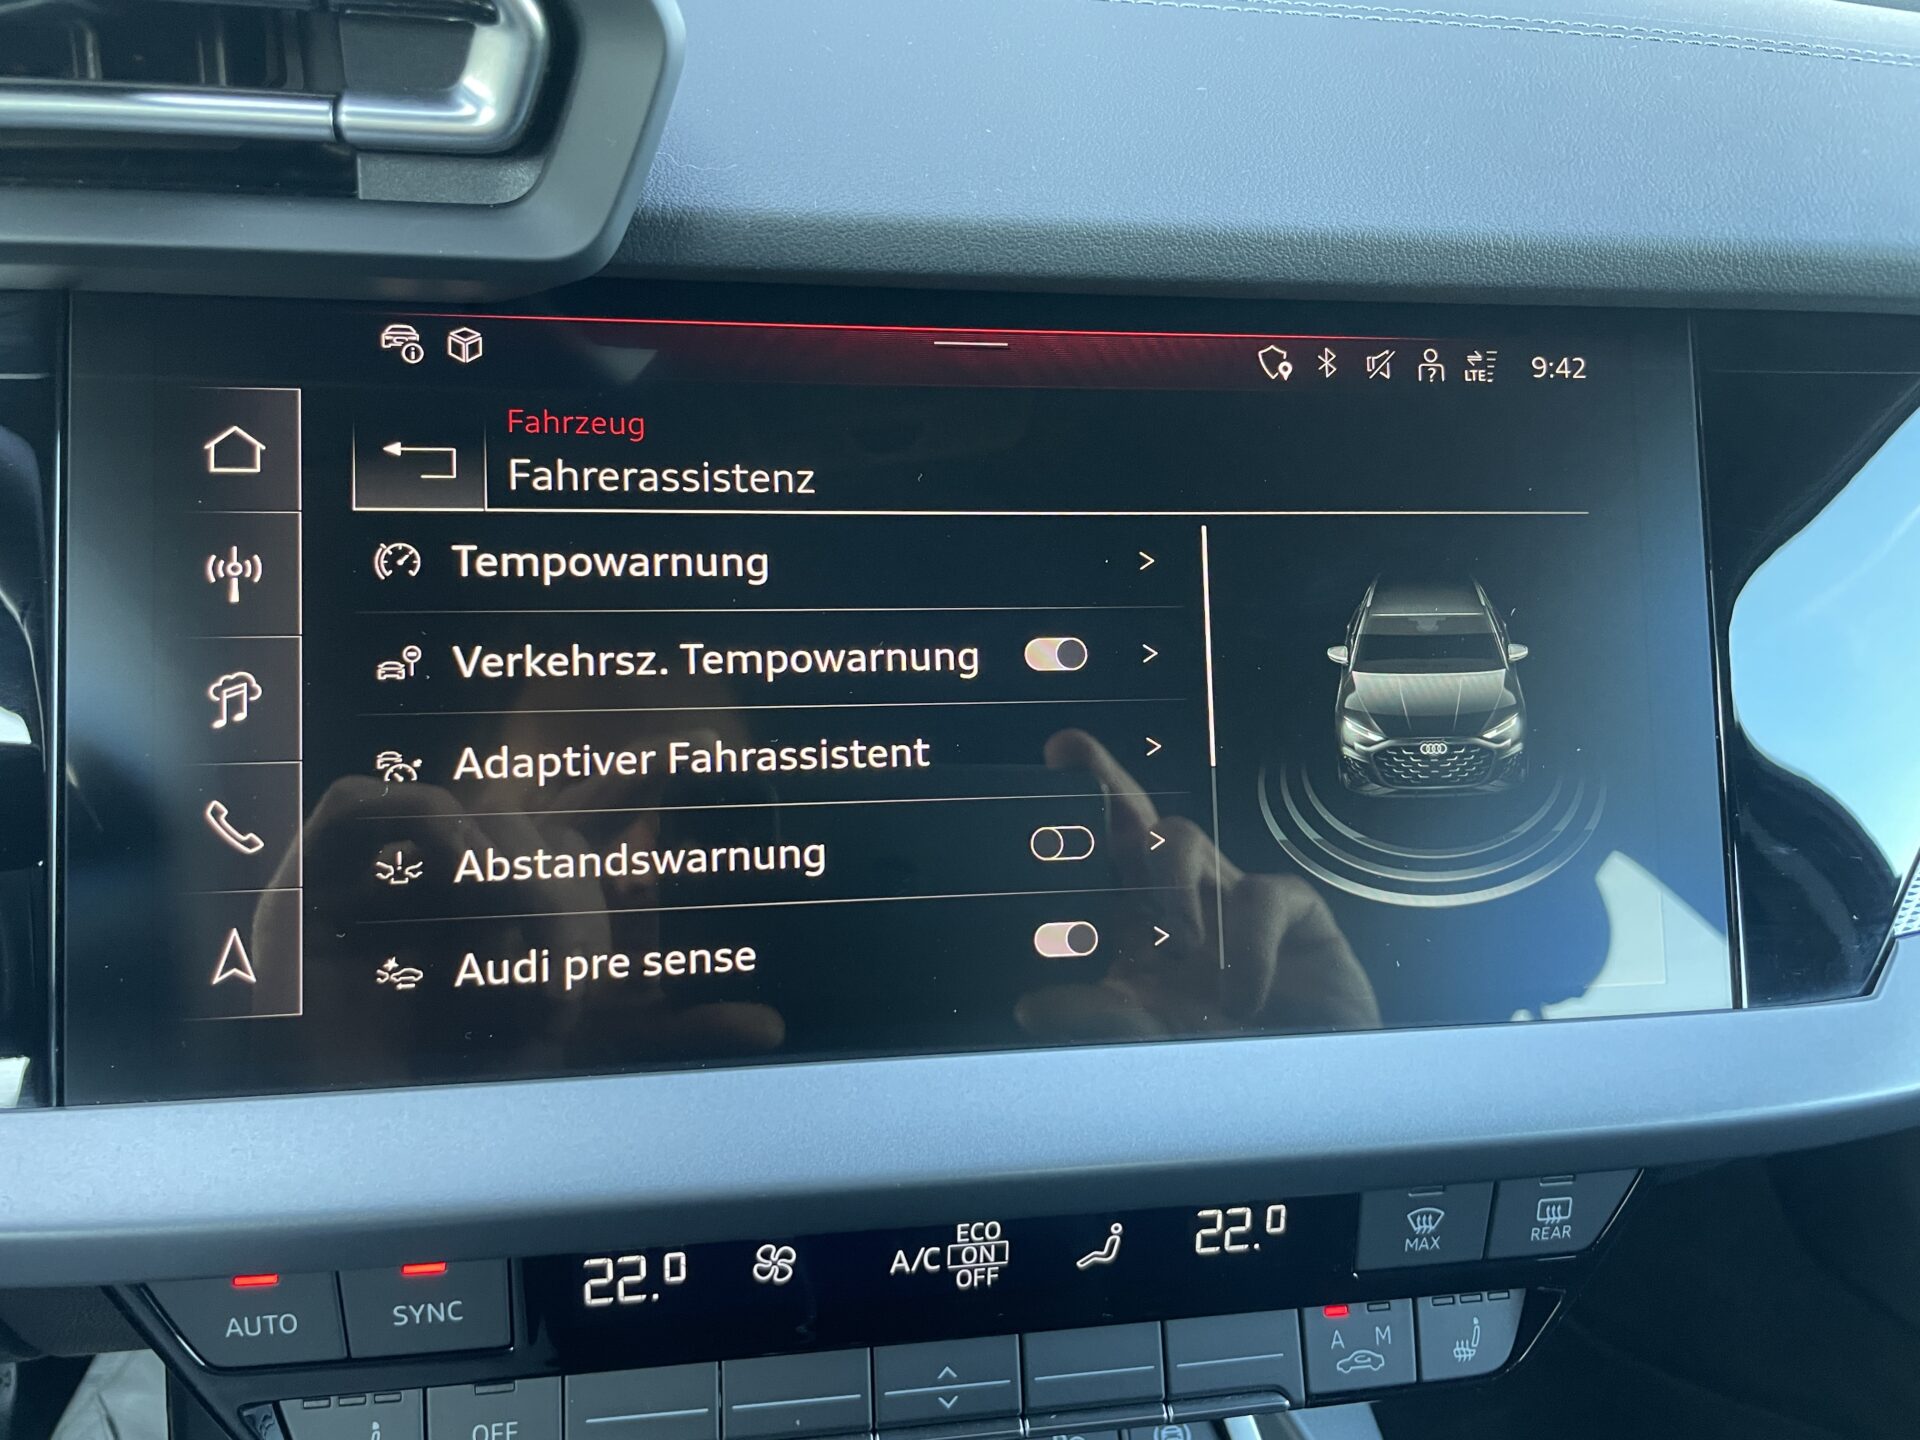 LTE
9:42
Fahrzeug
Fahrerassistenz
Tempowarnung
Verkehrsz. Tempowarnung
Adaptiver Fahrassistent
Abstandswarnung
Audi pre sense
22.0
A/C
ECO
ON
OFF
22.0
MAX
REAR
AUTO
SYNC
A M
OFF